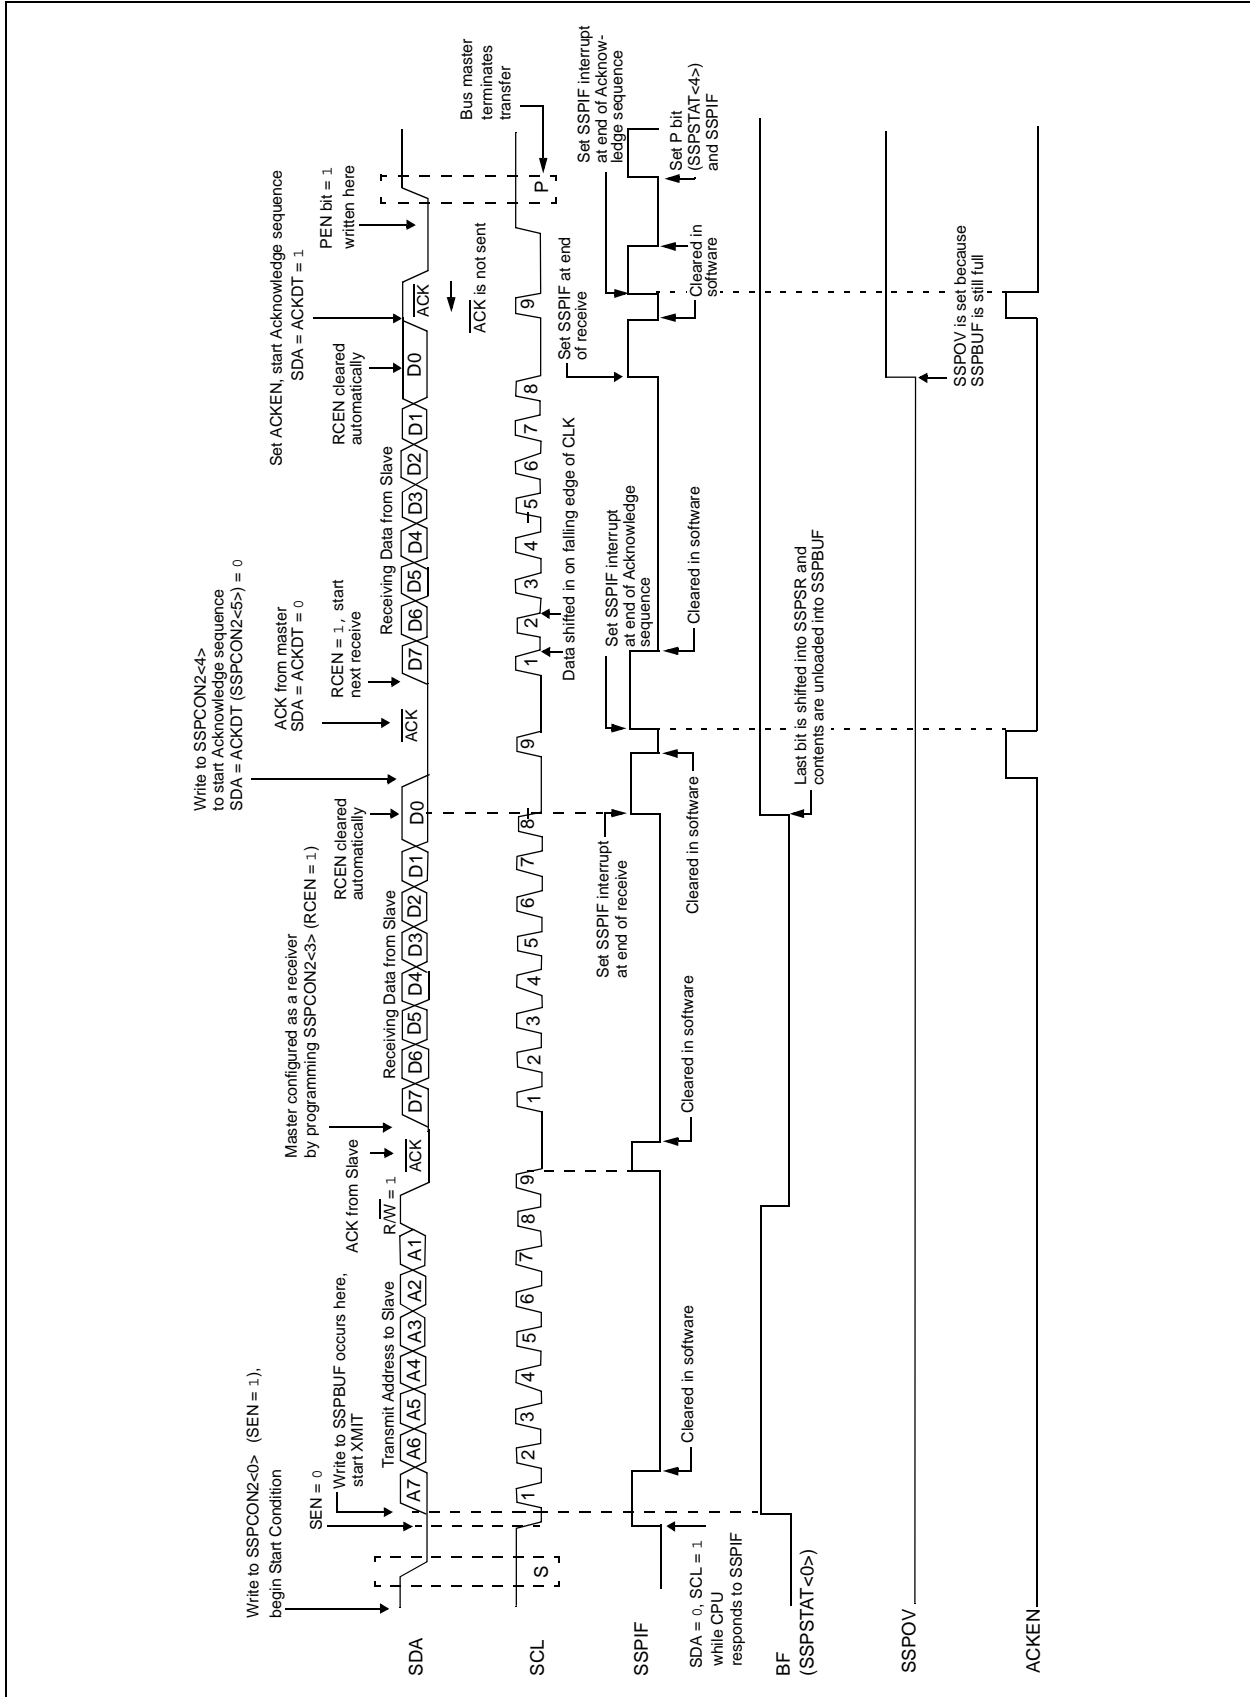 Write to SSPCON2<0> (SEN = 1),
begin Start Condition
SEN = 0
Write to SSPBUF occurs here,
start XMIT
ACK from Slave
Master configured as a receiver
by programming SSPCON2<3> (RCEN = 1)
RCEN cleared
automatically
Write to SSPCON2<4>
to start Acknowledge sequence
SDA = ACKDT (SSPCON2<5>) = 0
ACK from master
SDA = ACKDT = 0
RCEN = 1, start
next receive
Set ACKEN, start Acknowledge sequence
SDA = ACKDT = 1
RCEN cleared
automatically
PEN bit = 1
written here
Transmit Address to Slave
R/W = 1
Receiving Data from Slave
Receiving Data from Slave
SDA
A7 A6 A5 A4 A3 A2 A1
ACK
D7 D6 D5 D4 D3 D2 D1 D0
ACK
D7 D6 D5 D4 D3 D2 D1 D0
ACK
ACK is not sent
Bus master
terminates
transfer
SCL
S
1 2 3 4 5 6 7 8 9
1 2 3 4 5 6 7 8 9
1 2 3 4 5 6 7 8 9
P
Data shifted in on falling edge of CLK
Set SSPIF interrupt
at end of receive
Set SSPIF interrupt
at end of Acknowledge
sequence
Set SSPIF at end
of receive
Set SSPIF interrupt
at end of Acknow-
ledge sequence
SSPIF
SDA = 0, SCL = 1
while CPU
responds to SSPIF
Cleared in software
Cleared in software
Cleared in software
Cleared in software
Cleared in
software
Set P bit
(SSPSTAT<4>)
and SSPIF
BF
(SSPSTAT<0>)
Last bit is shifted into SSPSR and
contents are unloaded into SSPBUF
SSPOV
SSPOV is set because
SSPBUF is still full
ACKEN